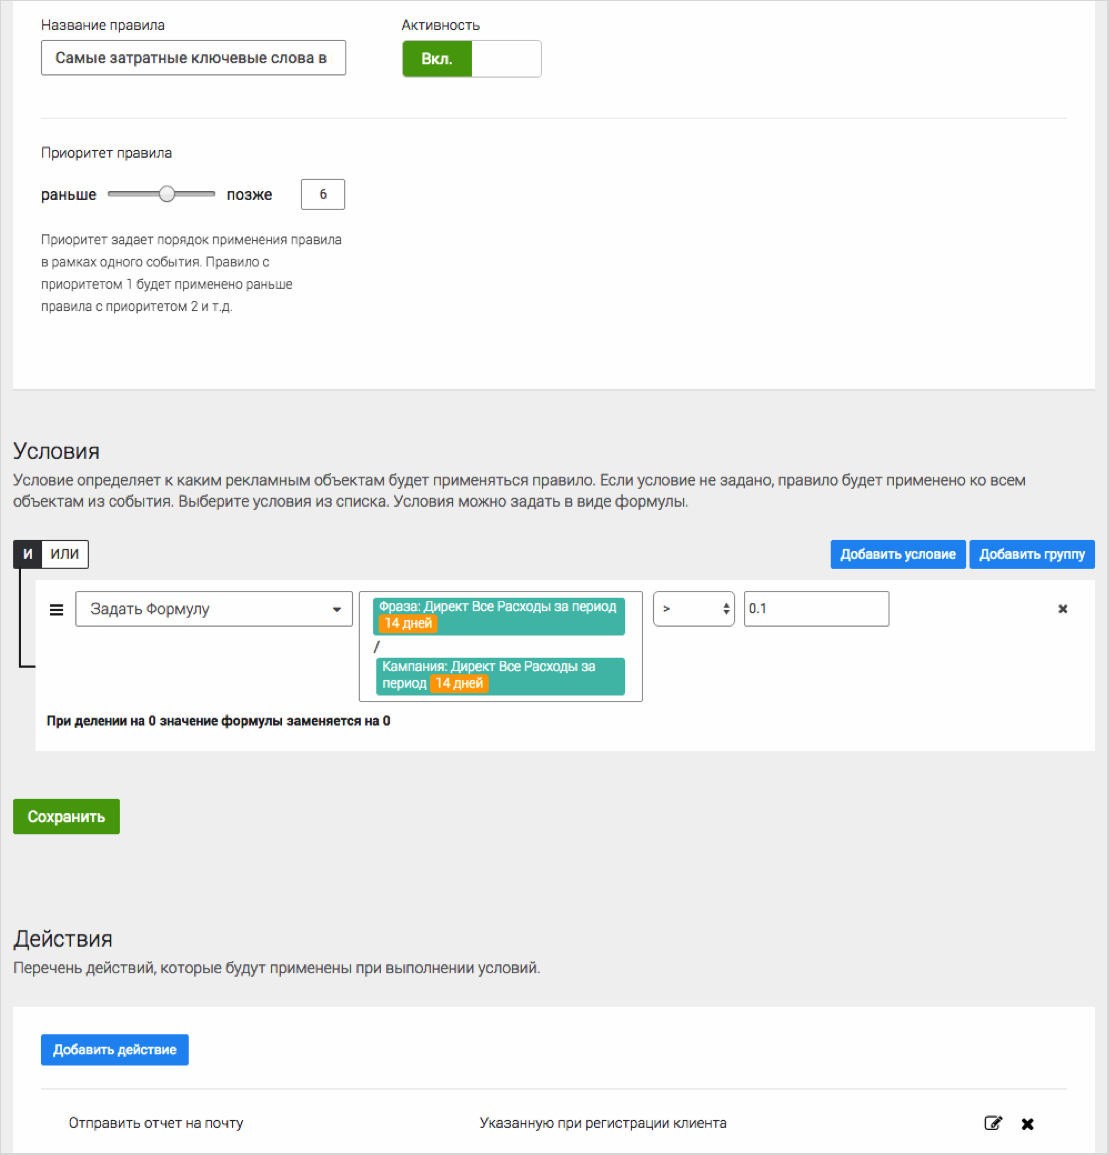 Название правила
Активность
Самые затратные ключевые слова в
Вкл.
Приоритет правила
раньше
позже
6
Приоритет задает порядок применения правила
в рамках одного события. Правило с
приоритетом 1 будет применено раньше
правила с приоритетом 2 и т.д.
Условия
Условие определяет к каким рекламным объектам будет применяться правило. Если условие не задано, правило будет применено ко всем
объектам из события. Выберите условия из списка. Условия можно задать в виде формулы.
И ИЛИ
Добавить условие
Добавить группу
Задать Формулу
Фраза: Директ Все Расходы за период
14 дней
/
Кампания: Директ Все Расходы за
период 14 дней
>
0.1
При делении на 0 значение формулы заменяется на 0
Сохранить
Действия
Перечень действий, которые будут применены при выполнении условий.
Добавить действие
Отправить отчет на почту
Указанную при регистрации клиента